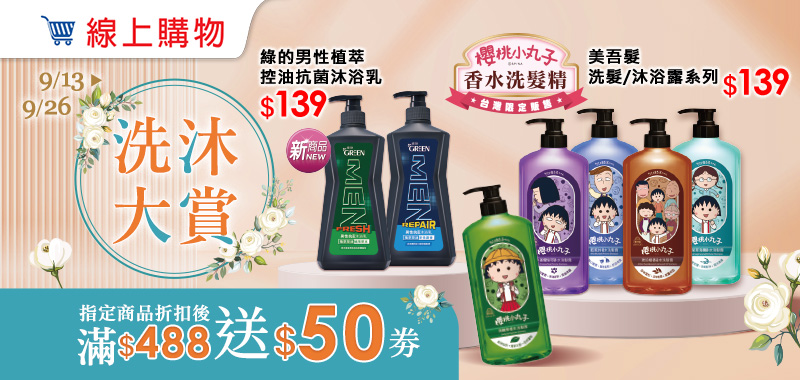 線上購物
9/13
9/26
洗沐
大賞
綠的男性植萃
控油抗菌沐浴乳
$139
新商品
NEW
櫻桃小丸子
香水洗髮精
★台灣限定販售★
美吾髮
洗髮/沐浴露系列 $139
GREEN
MEN
FRESH
GREEN
MEN
REPAIR
櫻桃小丸子
櫻桃小丸子
櫻桃小丸子
櫻桃小丸子
櫻桃小丸子
指定商品折扣後
滿$488送$50券